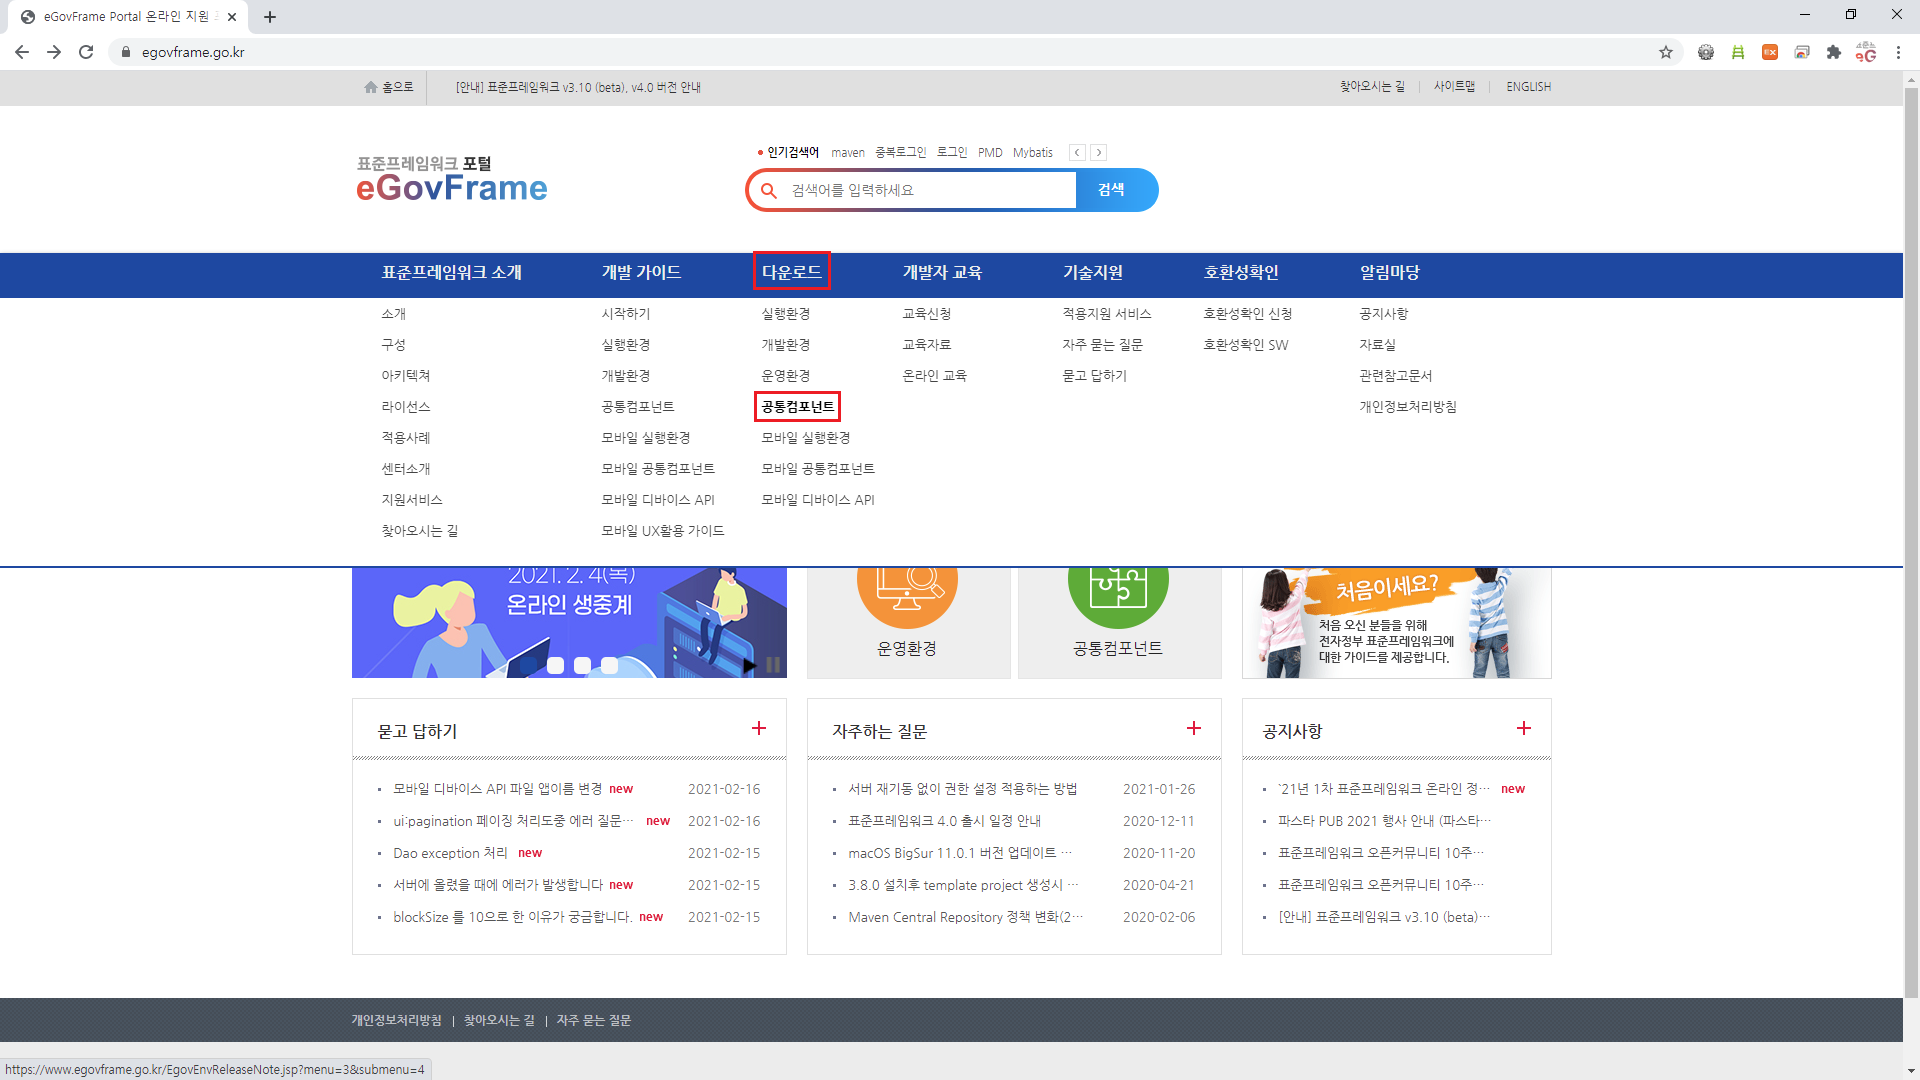 eGovFrame Portal 온라인 지원
egovframe.go.kr
홈으로
[안내] 표준프레임워크 v3.10 (beta), v4.0 버전 안내
찾아오시는 길 | 사이트맵 | ENGLISH
표준프레임워크 포털
eGovFrame
인기검색어 maven 중복로그인 로그인 PMD Mybatis
검색어를 입력하세요
검색
표준프레임워크 소개 개발 가이드 다운로드 개발자 교육 기술지원 호환성확인 알림마당
소개 시작하기 실행환경 교육신청 적용지원 서비스 호환성확인 신청 공지사항
구성 실행환경 개발환경 교육자료 자주 묻는 질문 호환성확인 SW 자료실
아키텍쳐 개발환경 운영환경 온라인 교육 묻고 답하기 관련참고문서
라이선스 공통컴포넌트 공통컴포넌트 개인정보처리방침
적용사례 모바일 실행환경 모바일 실행환경
센터소개 모바일 공통컴포넌트 모바일 공통컴포넌트
지원서비스 모바일 디바이스 API 모바일 디바이스 API
찾아오시는 길 모바일 UX활용 가이드
2021. 2. 4(목)
온라인 생중계
운영환경
공통컴포넌트
처음이세요?
처음 오신 분들을 위해
전자정부 표준프레임워크에
대한 가이드를 제공합니다.
묻고 답하기
모바일 디바이스 API 파일 앱이름 변경 new 2021-02-16
ui:pagination 페이징 처리도중 에러 질문… new 2021-02-16
Dao exception 처리 new 2021-02-15
서버에 올렸을 때에 에러가 발생합니다 new 2021-02-15
blockSize 를 10으로 한 이유가 궁금합니다. new 2021-02-15
자주하는 질문
서버 재기동 없이 권한 설정 적용하는 방법 2021-01-26
표준프레임워크 4.0 출시 일정 안내 2020-12-11
macOS BigSur 11.0.1 버전 업데이트 … 2020-11-20
3.8.0 설치후 template project 생성시 … 2020-04-21
Maven Central Repository 정책 변화(2… 2020-02-06
공지사항
`21년 1차 표준프레임워크 온라인 정… new
파스타 PUB 2021 행사 안내 (파스타…
표준프레임워크 오픈커뮤니티 10주…
표준프레임워크 오픈커뮤니티 10주…
[안내] 표준프레임워크 v3.10 (beta)…
개인정보처리방침 | 찾아오시는 길 | 자주 묻는 질문
https://www.egovframe.go.kr/EgovEnvReleaseNote.jsp?menu=3&submenu=4